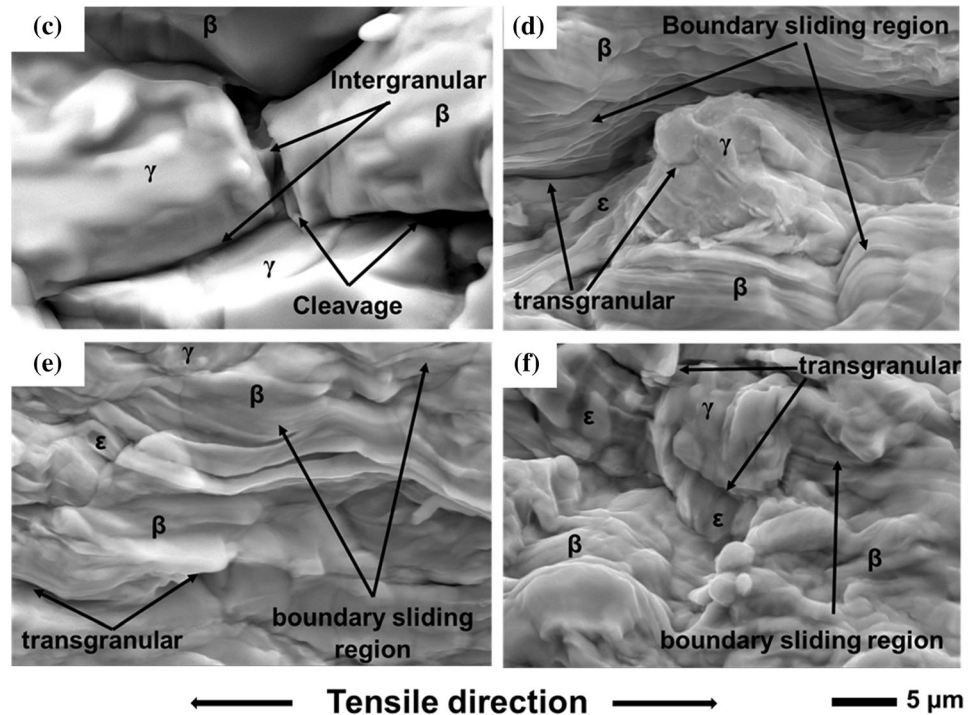 (c)
β
Intergranular
β
γ
γ
Cleavage
(d)
Boundary sliding region
β
γ
ε
transgranular
β
(e)
γ
β
ε
β
transgranular
boundary sliding
region
(f)
transgranular
γ
ε
ε
β
β
boundary sliding region
Tensile direction
5 μm